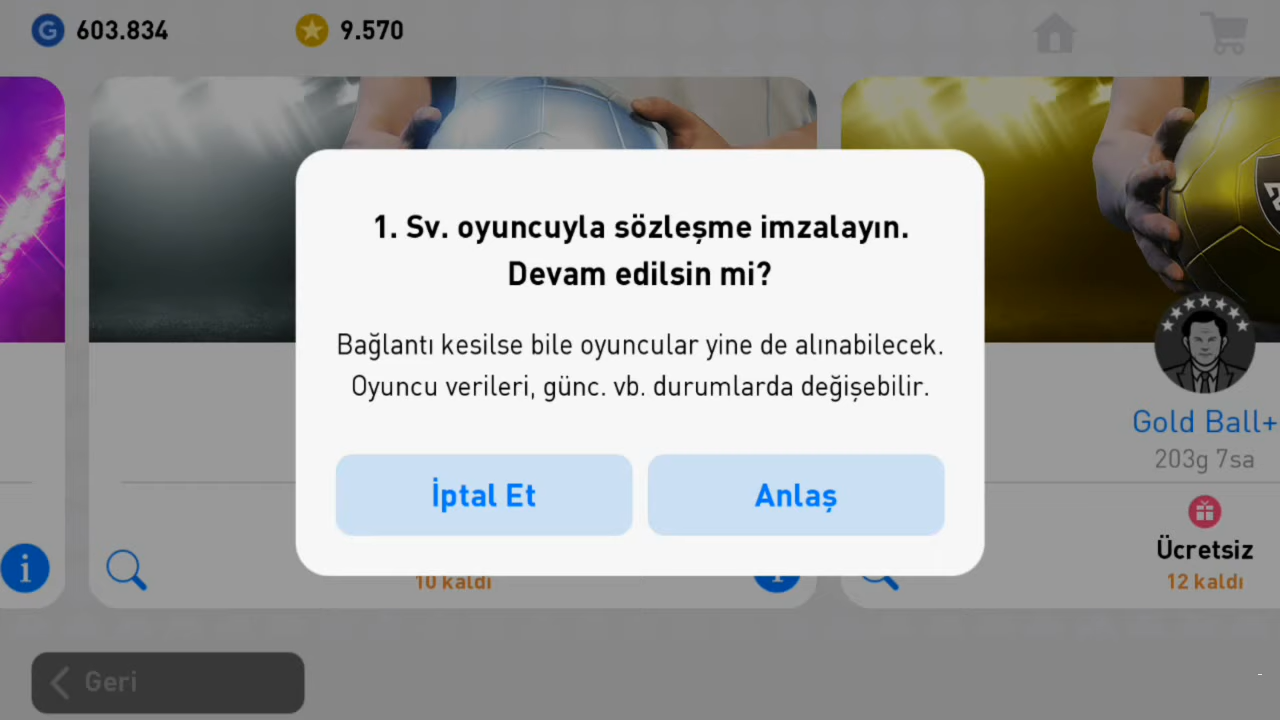 603.834
9.570
1. Sv. oyuncuyla sözleşme imzalayın.
Devam edilsin mi?
Bağlantı kesilse bile oyuncular yine de alınabilecek.
Oyuncu verileri, günc. vb. durumlarda değişebilir.
İptal Et
Anlaş
Gold Ball+
203g 7sa
Ücretsiz
10 kaldı
12 kaldı
Geri